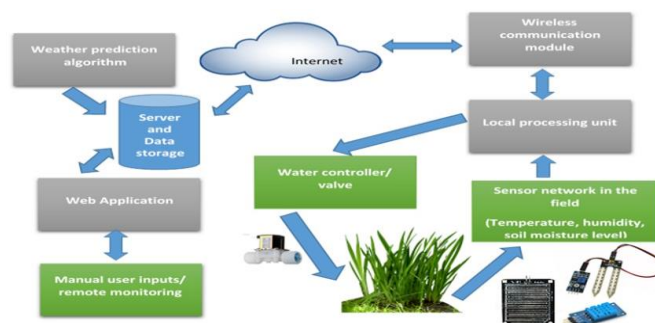 Weather prediction
algorithm
Internet
Wireless
communication
module
Server
and
Data
storage
Local processing unit
Water controller/
valve
Web Application
Sensor network in the
field
(Temperature, humidity,
soil moisture level)
Manual user inputs/
remote monitoring